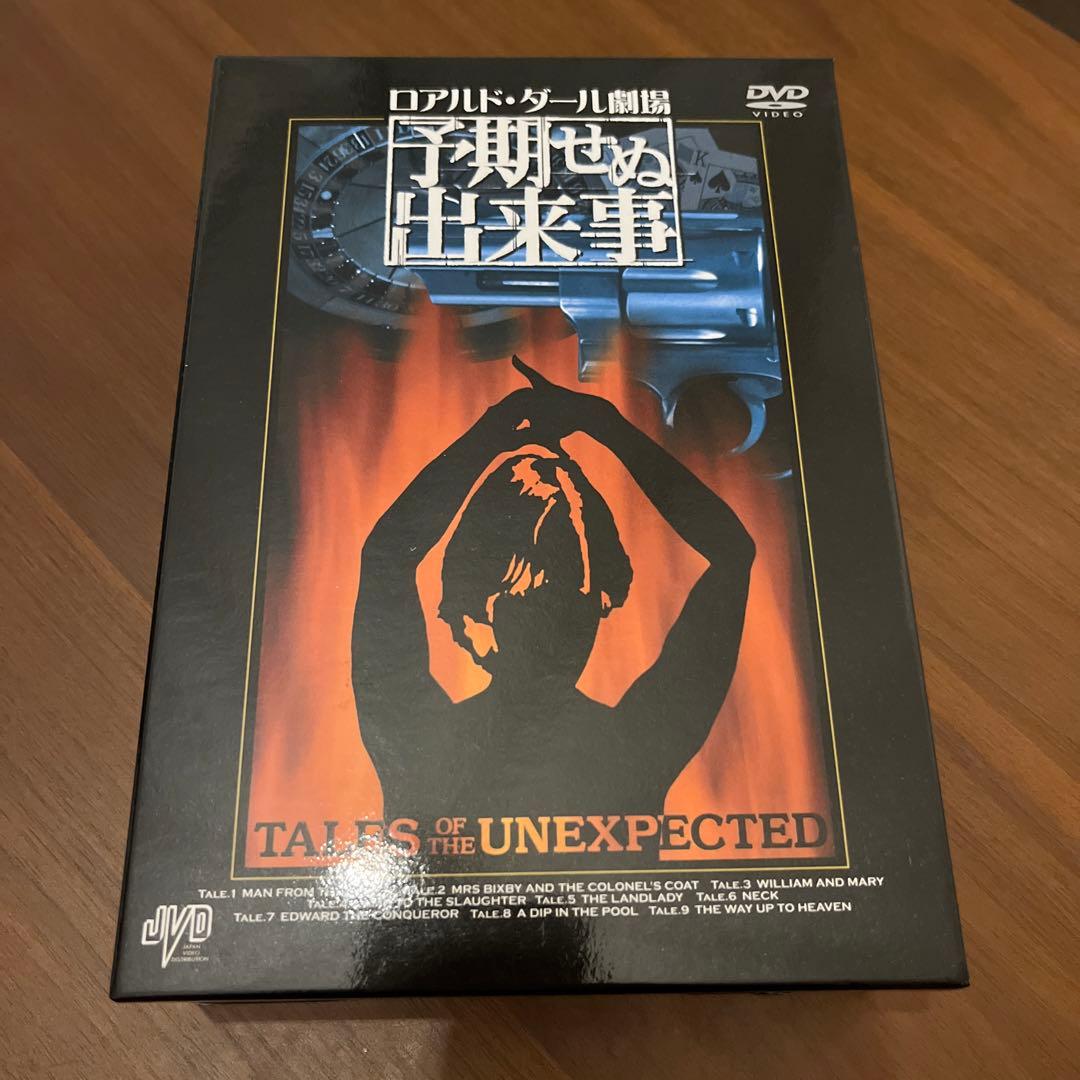 ロアルド・ダール劇場
DVD
VIDEO
予期せぬ
出来事
K
TALES OF THE UNEXPECTED
TALE.1 MAN FROM TALE.2 MRS BIXBY AND THE COLONEL'S COAT TALE.3 WILLIAM AND MARY
TO THE SLAUGHTER TALE.5 THE LANDLADY TALE.6 NECK
TALE.7 EDWARD THE CONQUEROR TALE.8 A DIP IN THE POOL TALE.9 THE WAY UP TO HEAVEN
JVD
JAPAN
VIDEO
DISTRIBUTION